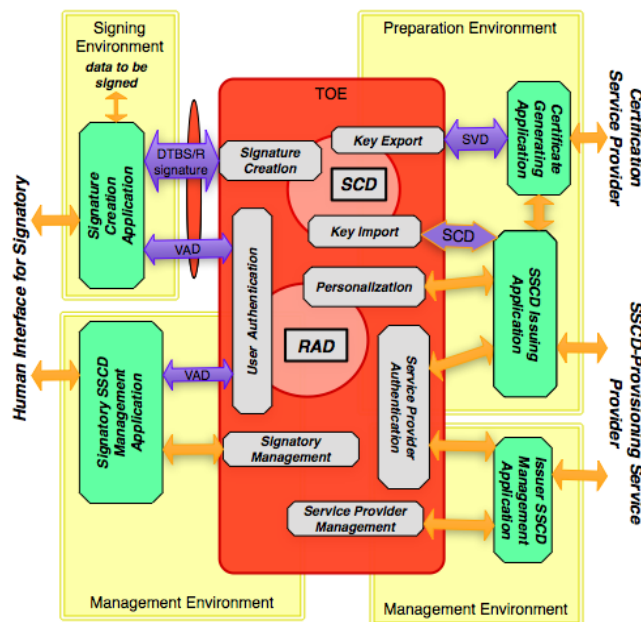 Signing
Environment
data to be
signed
Preparation Environment
TOE
DTBS/R
signature
Signature
Creation
Key Export
SVD
Certificate
Generating
Application
Certification
Service Provider
SCD
Signature Creation
Application
Human Interface for Signatory
VAD
User Authentication
Key Import
SCD
Personalization
SSCD Issuing
Application
SSCD-Provisioning Service
Provider
RAD
Service Provider
Authentication
Signatory SSCD
Management
Application
VAD
Signatory
Management
Issuer SSCD
Management
Application
Service Provider
Management
Management Environment
Management Environment